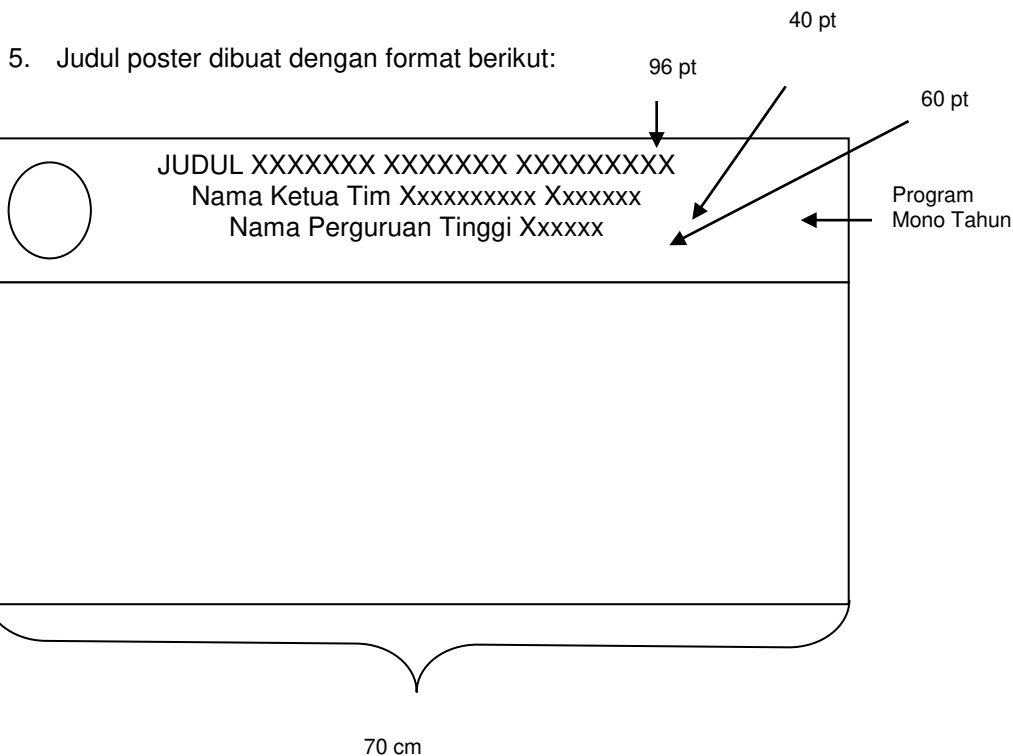 40 pt
5. Judul poster dibuat dengan format berikut:
96 pt
60 pt
JUDUL XXXXXXX XXXXXXX XXXXXXXXX
Nama Ketua Tim Xxxxxxxxxx Xxxxxxx
Nama Perguruan Tinggi Xxxxxx
Program
Mono Tahun
70 cm